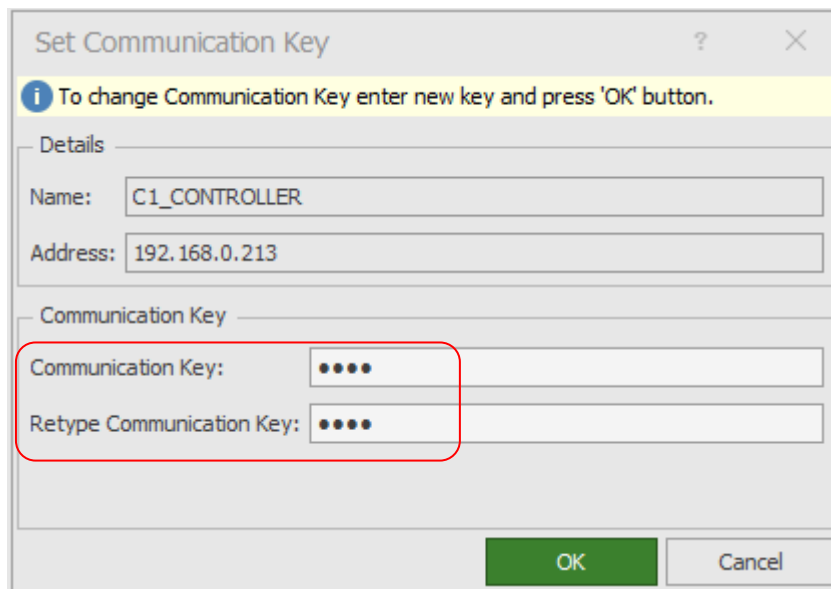 Set Communication Key ?
To change Communication Key enter new key and press 'OK' button.
Details
Name: C1_CONTROLLER
Address: 192.168.0.213
Communication Key
Communication Key: ••••
Retype Communication Key: ••••
OK Cancel